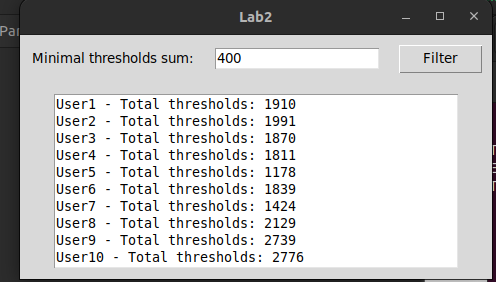 Lab2
Par
Minimal thresholds sum: 400 Filter
User1 - Total thresholds: 1910
User2 - Total thresholds: 1991
User3 - Total thresholds: 1870
User4 - Total thresholds: 1811
User5 - Total thresholds: 1178
User6 - Total thresholds: 1839
User7 - Total thresholds: 1424
User8 - Total thresholds: 2129
User9 - Total thresholds: 2739
User10 - Total thresholds: 2776